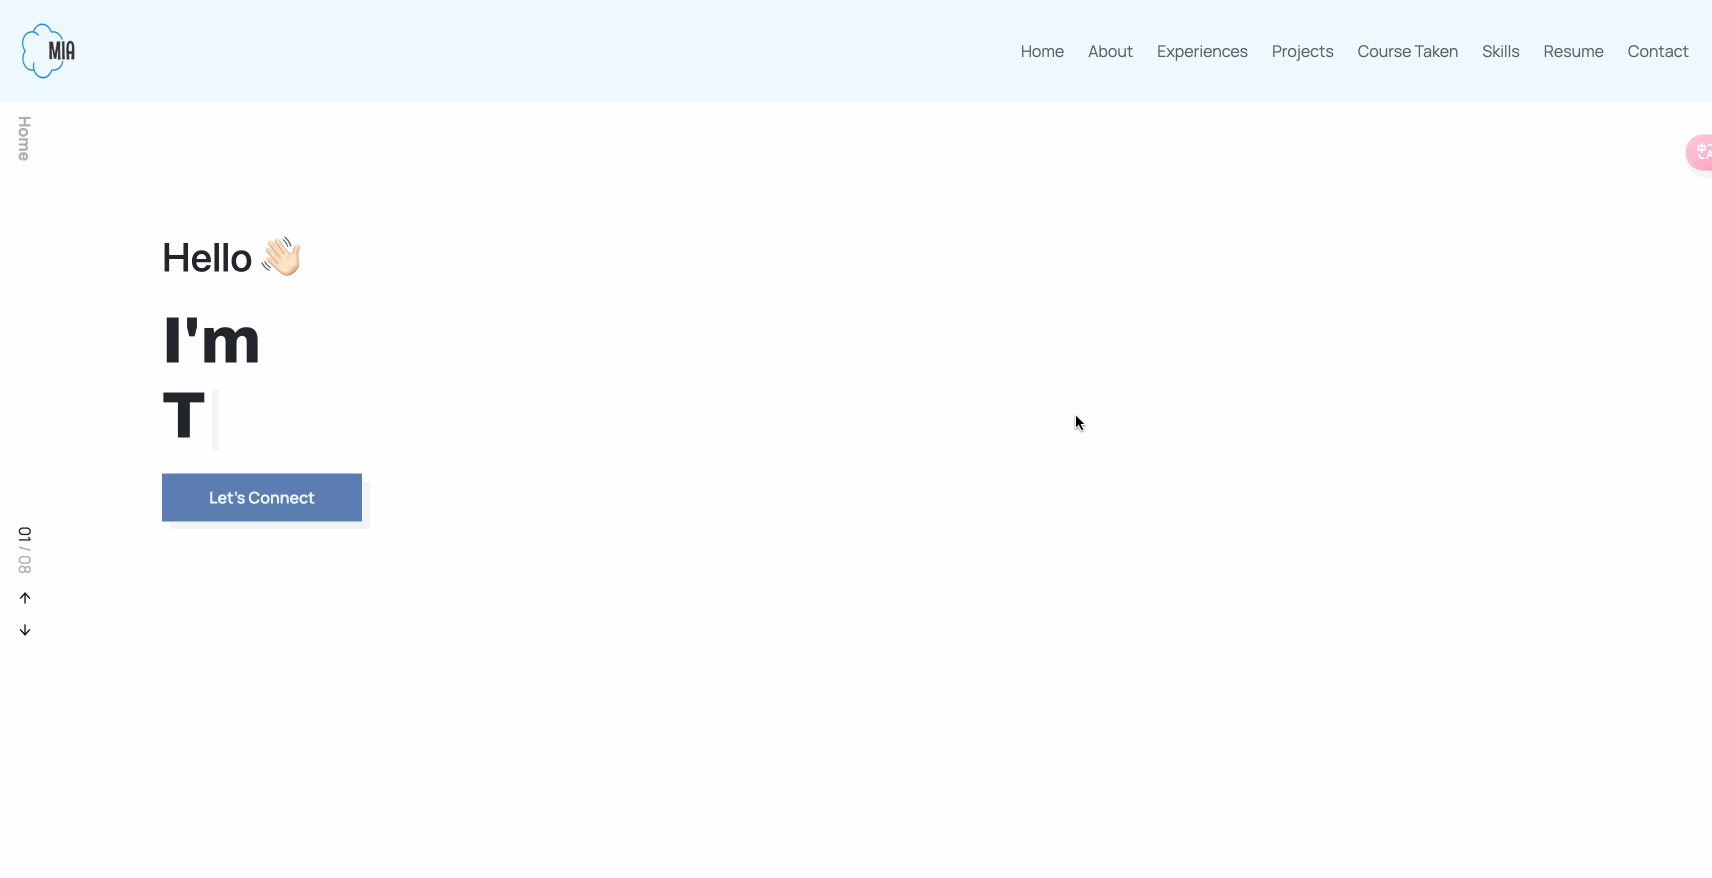 MIA
Home About Experiences Projects Course Taken Skills Resume Contact
Home
Hello 👋🏻
I'm
T
Let's Connect
01 / 08